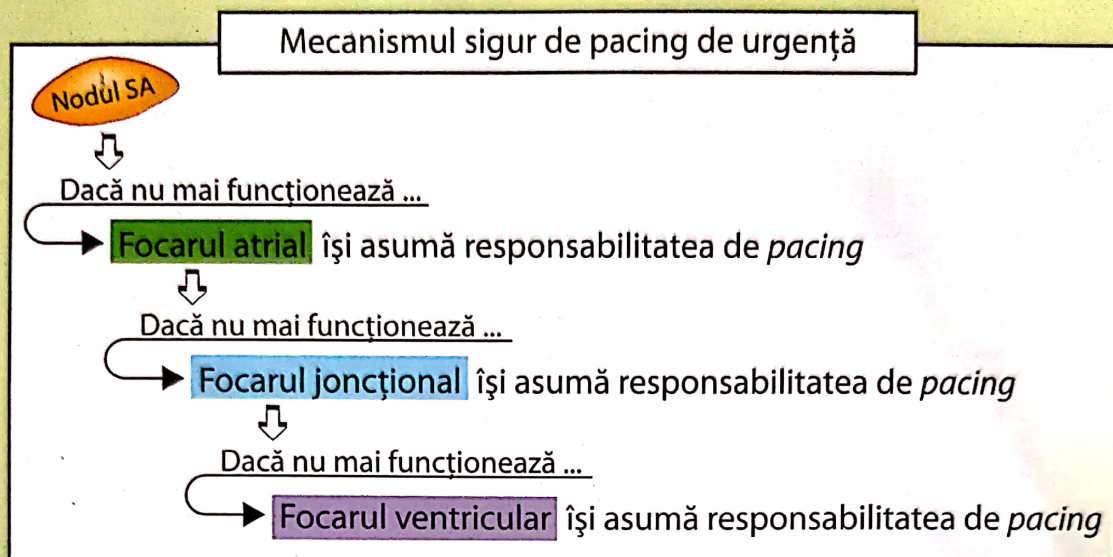 Mecanismul sigur de pacing de urgență
Nodul SA
Dacă nu mai funcționează ...
Focarul atrial își asumă responsabilitatea de pacing
Dacă nu mai funcționează ...
Focarul joncțional își asumă responsabilitatea de pacing
Dacă nu mai funcționează ...
Focarul ventricular își asumă responsabilitatea de pacing